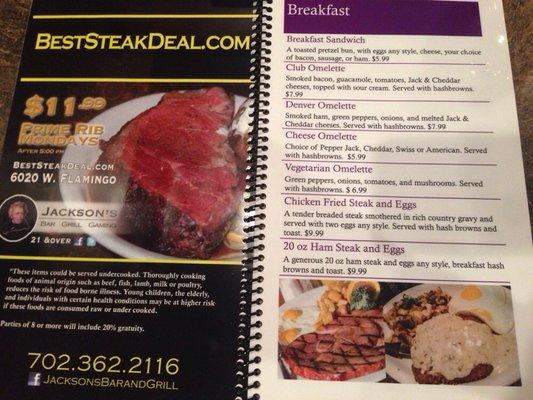 BESTSTEAKDEAL.COM
$11.99
PRIME RIB
MONDAYS
AFTER 5:00 PM
BESTSTEAKDEAL.COM
6020 W. FLAMINGO
JACKSON'S
BAR GRILL GAMING
21 & OVER
"These items could be served undercooked. Thoroughly cooking
foods of animal origin such as beef, fish, lamb, milk or poultry,
reduces the risk of food borne illness. Young children, the elderly,
and individuals with certain health conditions may be at higher risk
if these foods are consumed raw or under cooked.
Parties of 8 or more will include 20% gratuity.
702.362.2116
JACKSONSBARANDGRILL
Breakfast
Breakfast Sandwich
A toasted pretzel bun, with eggs any style, cheese, your choice
of bacon, sausage, or ham. $5.99
Club Omelette
Smoked bacon, guacamole, tomatoes, Jack & Cheddar
cheeses, topped with sour cream. Served with hashbrowns.
$7.99
Denver Omelette
Smoked ham, green peppers, onions, and melted Jack &
Cheddar cheeses. Served with hashbrowns. $7.99
Cheese Omelette
Choice of Pepper Jack, Cheddar, Swiss or American. Served
with hashbrowns. $5.99
Vegetarian Omelette
Green peppers, onions, tomatoes, and mushrooms. Served
with hashbrowns. $ 6.99
Chicken Fried Steak and Eggs
A tender breaded steak smothered in rich country gravy and
served with two eggs any style. Served with hash browns and
toast. $9.99
20 oz Ham Steak and Eggs
A generous 20 oz ham steak and eggs any style, breakfast hash
browns and toast. $9.99